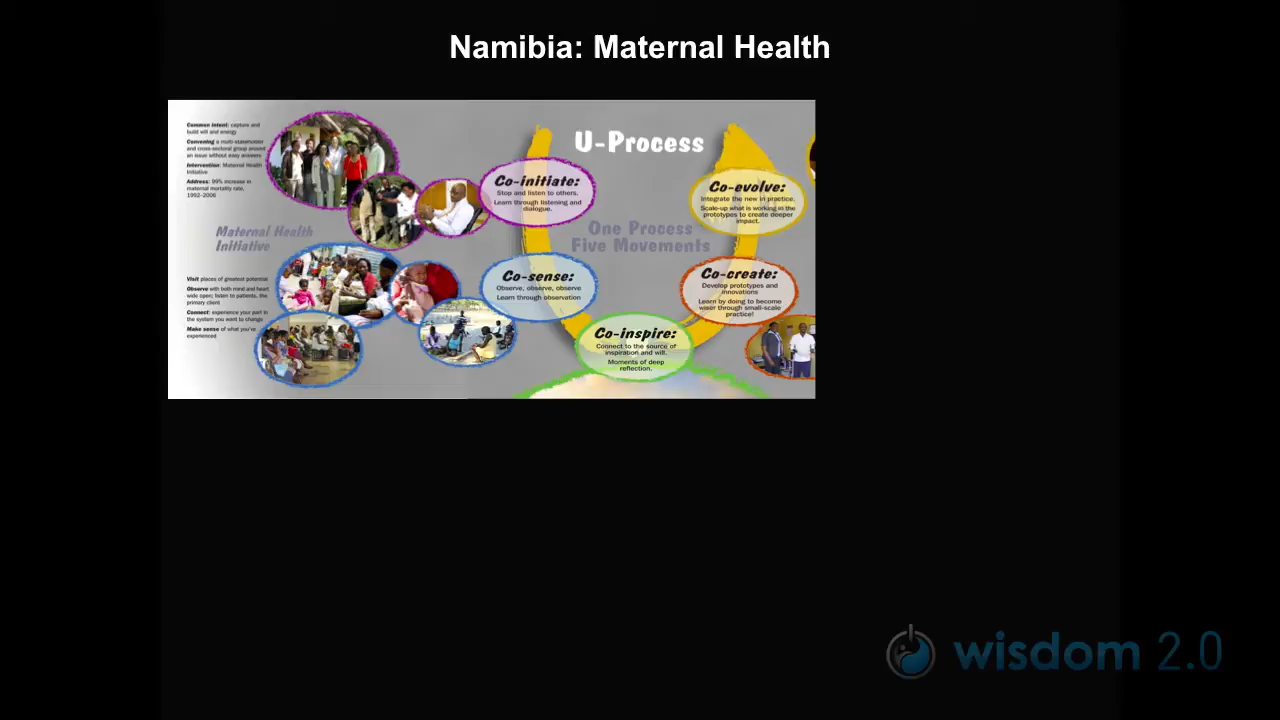 Namibia: Maternal Health
Common intent: capture and
build will and energy
Convening a multi-stakeholder
and cross-sectoral group around
an issue without easy answers
Intervention: Maternal Health
Initiative
Address: 99% increase in
maternal mortality rate,
1992–2006
Maternal Health
Initiative
Visit places of greatest potential
Observe with both mind and heart
wide open; listen to patients, the
primary client
Connect: experience your part in
the system you want to change
Make sense of what you've
experienced
U-Process
One Process
Five Movements
Co-initiate:
Stop and listen to others.
Learn through listening and
dialogue.
Co-sense:
Observe, observe, observe
Learn through observation
Co-inspire:
Connect to the source of
inspiration and will.
Moments of deep
reflection.
Co-create:
Develop prototypes and
innovations
Learn by doing to become
wiser through small-scale
practice!
Co-evolve:
Integrate the new in practice.
Scale-up what is working in the
prototypes to create deeper
impact.
wisdom 2.0